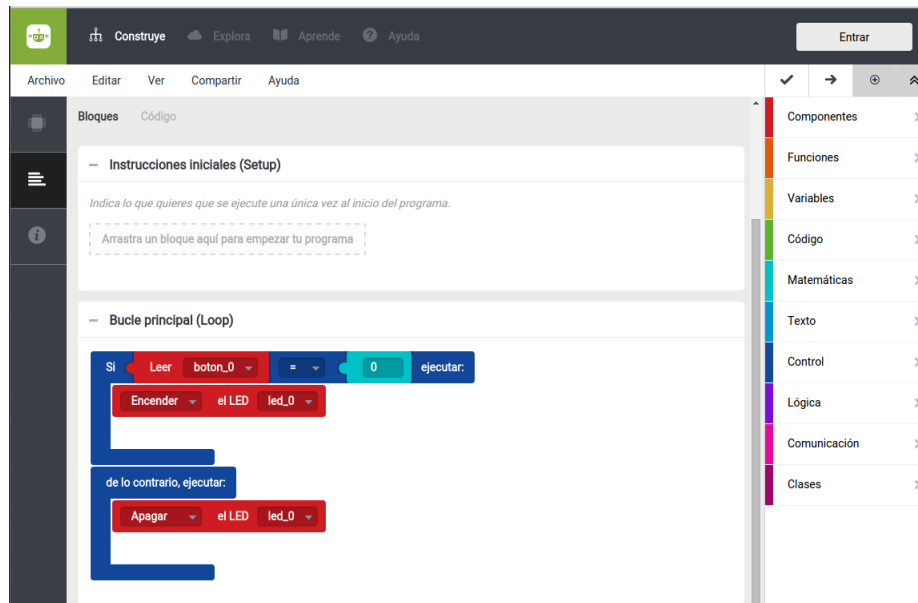 Construye Explora Aprende Ayuda Entrar
Archivo Editar Ver Compartir Ayuda
Bloques Código
Instrucciones iniciales (Setup)
Indica lo que quieres que se ejecute una única vez al inicio del programa.
Arrastra un bloque aquí para empezar tu programa
Bucle principal (Loop)
Si Leer boton_0 = 0 ejecutar:
Encender el LED led_0
de lo contrario, ejecutar:
Apagar el LED led_0
Componentes
Funciones
Variables
Código
Matemáticas
Texto
Control
Lógica
Comunicación
Clases